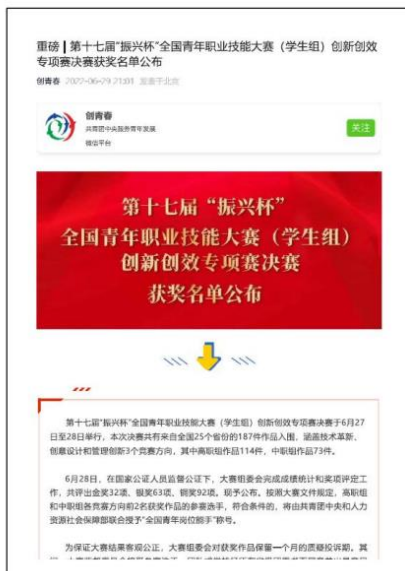 重磅 | 第十七届“振兴杯”全国青年职业技能大赛（学生组）创新创效
专项赛决赛获奖名单公布
创青春 2022-06-29 21:01 发表于北京
创青春
共青团中央服务青年发展
微信平台
关注
第十七届“振兴杯”
全国青年职业技能大赛（学生组）
创新创效专项赛决赛
获奖名单公布
第十七届“振兴杯”全国青年职业技能大赛（学生组）创新创效专项赛决赛于6月27
日至28日举行，本次决赛共有来自全国25个省份的187件作品入围，涵盖技术革新、
创意设计和管理创新3个竞赛方向，其中高职组作品114件，中职组作品73件。
6月28日，在国家公证人员监督公证下，大赛组委会完成成绩统计和奖项评定工
作，共评出金奖32项、银奖63项、铜奖92项。现予公布。按照大赛文件规定，高职组
和中职组各竞赛方向前2名获奖作品的参赛选手，符合条件的，将由共青团中央和人力
资源社会保障部联合授予“全国青年岗位能手”称号。
为保证大赛结果客观公正，大赛组委会对获奖作品保留一个月的质疑投诉期。其